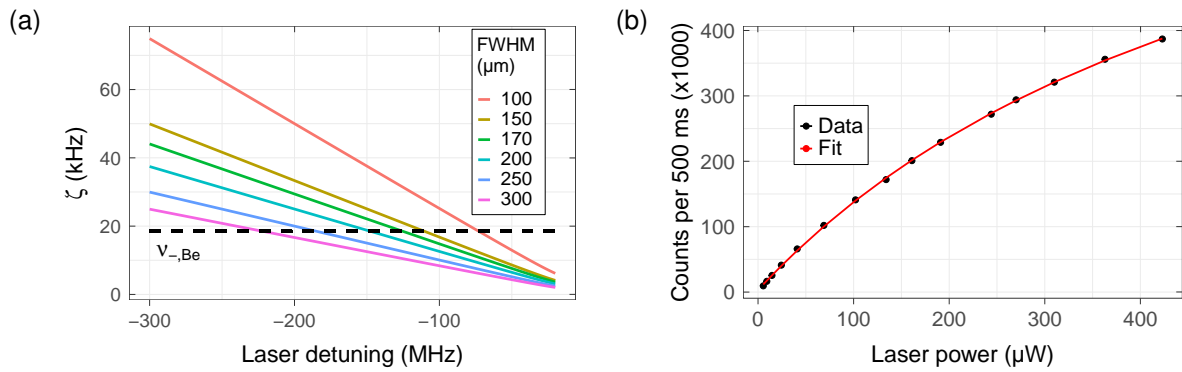 (a)
ζ (kHz)
60
40
20
0
ν−,Be
FWHM
(μm)
100
150
170
200
250
300
−300
−200
−100
Laser detuning (MHz)
(b)
Counts per 500 ms (x1000)
400
300
200
100
0
Data
Fit
0
100
200
300
400
Laser power (μW)